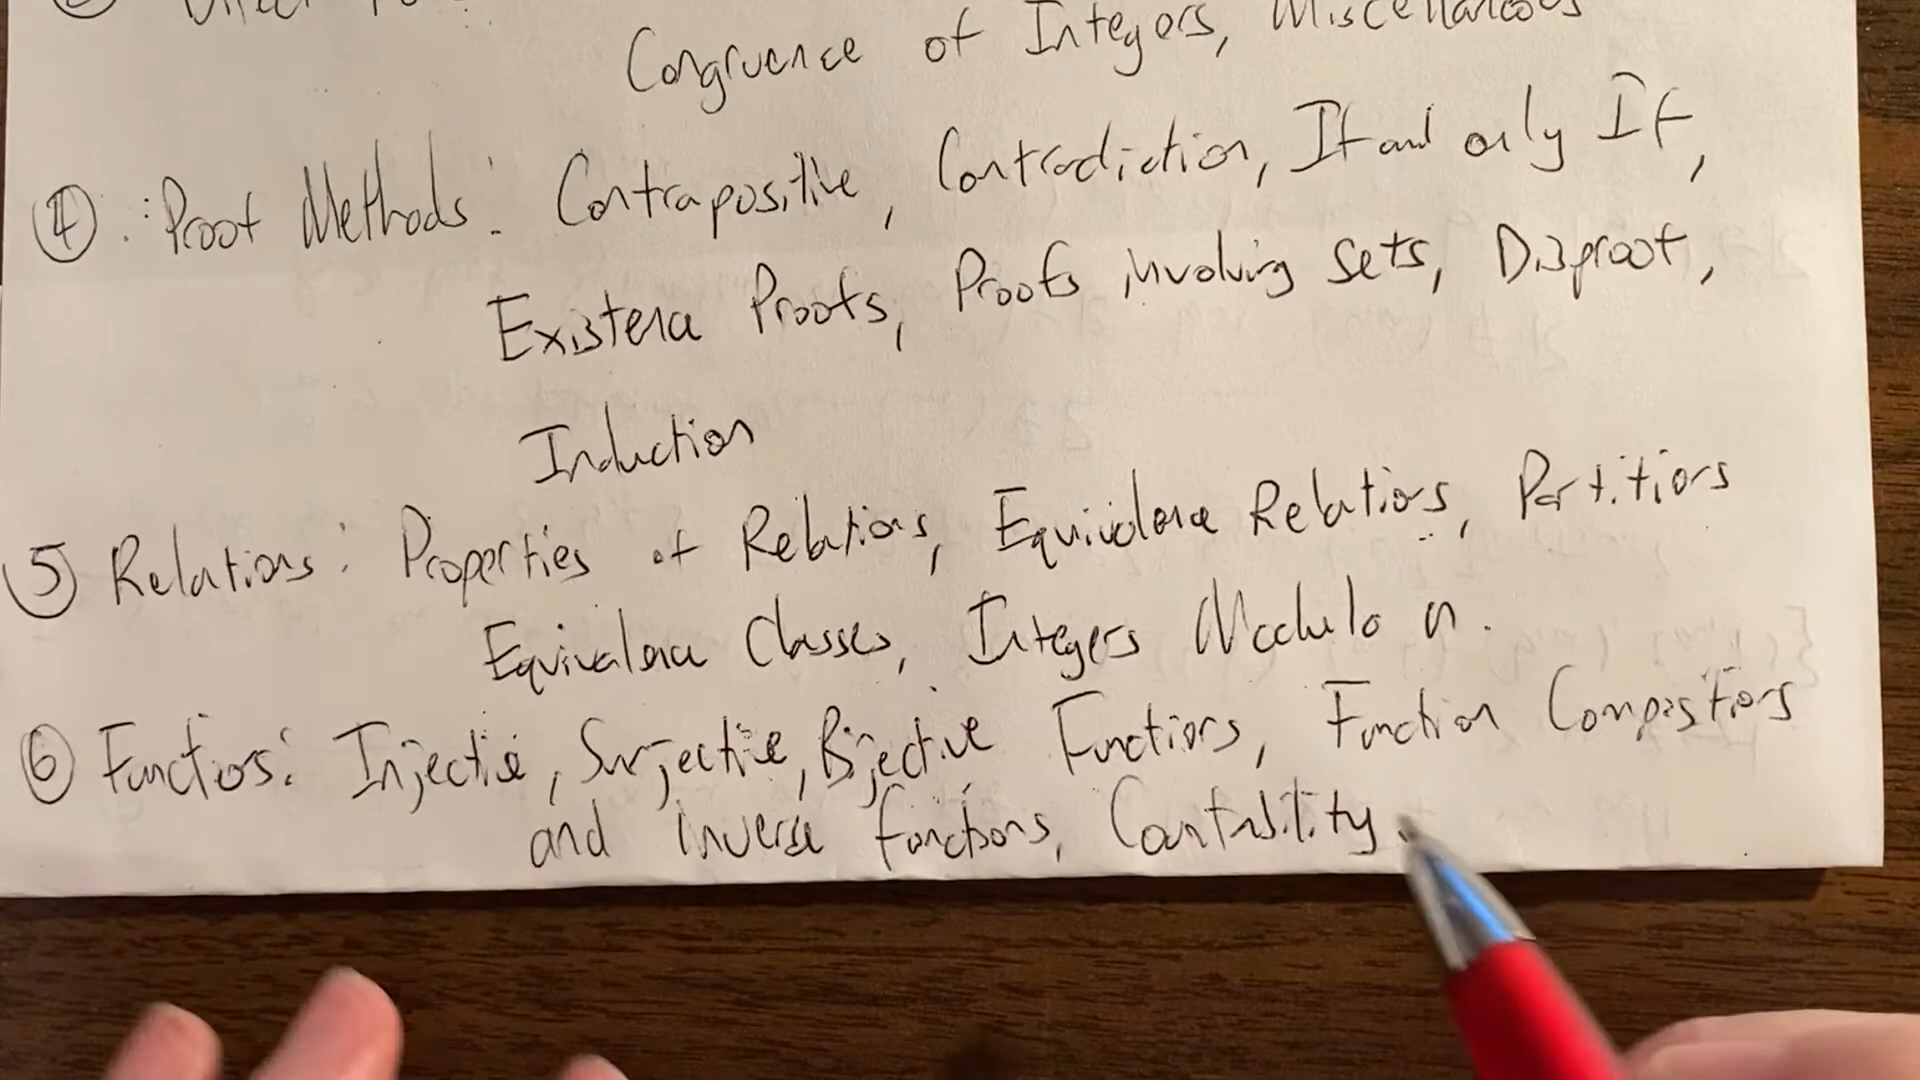 Congruence of Integers, Miscellaneous
④ : Proof Methods: Contrapositive, Contradiction, If and only If,
Existence Proofs, Proofs involving sets, Disproof,
Induction
⑤ Relations: Properties of Relations, Equivalence Relations, Partitions
Equivalence Classes, Integers Modulo n.
⑥ Functions: Injective, Surjective, Bijective Functions, Function Compositions
and inverse functions, Countability.